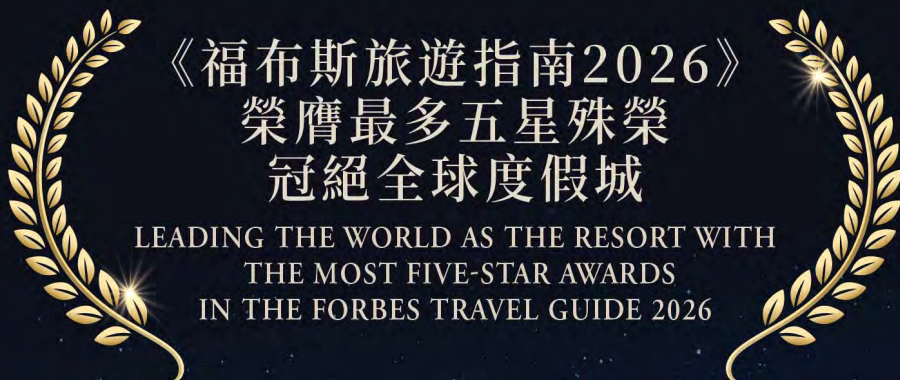 《福布斯旅遊指南2026》
榮膺最多五星殊榮
冠絕全球度假城
LEADING THE WORLD AS THE RESORT WITH
THE MOST FIVE-STAR AWARDS
IN THE FORBES TRAVEL GUIDE 2026